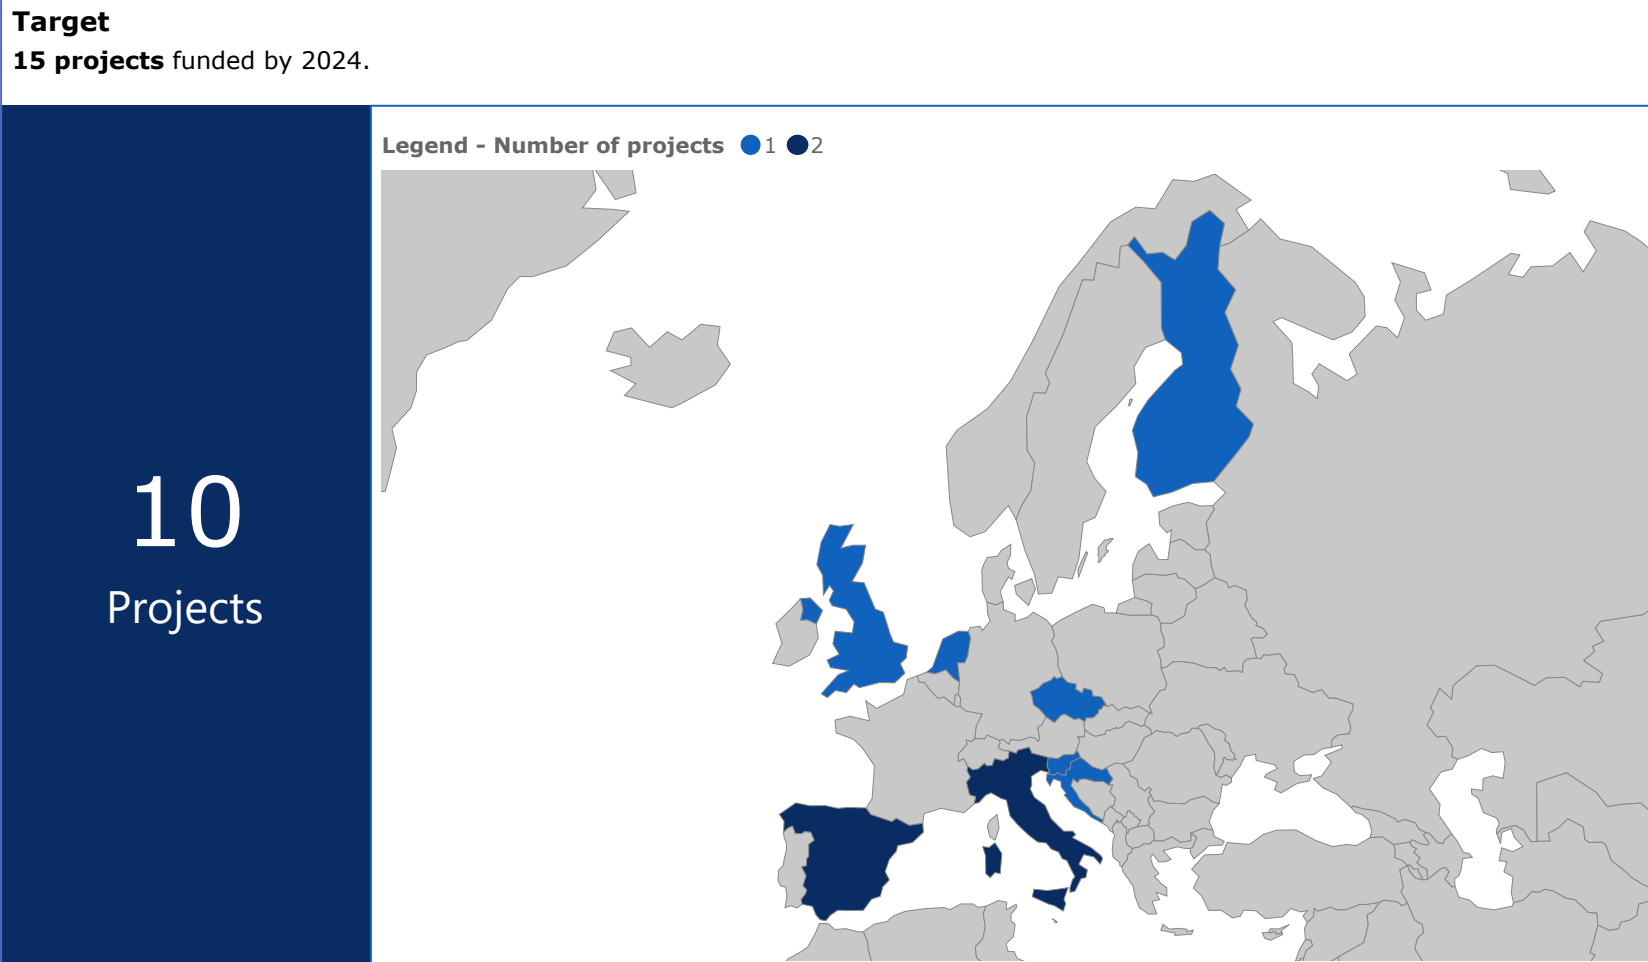 Target
15 projects funded by 2024.
Legend - Number of projects 1 2
10
Projects